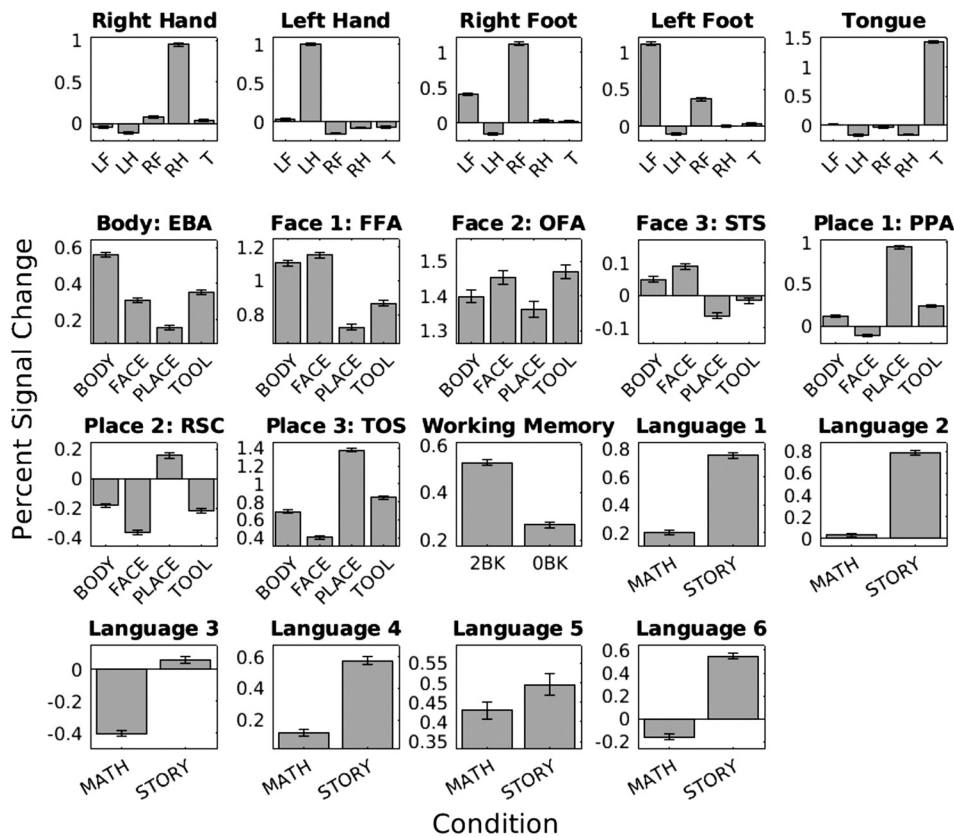 Right Hand Left Hand Right Foot Left Foot Tongue
1 0.5 0
1 0.5 0
1 0.5 0
1 0.5 0
1.5 1 0.5 0
LF LH RF RH T
LF LH RF RH T
LF LH RF RH T
LF LH RF RH T
LF LH RF RH T
Percent Signal Change
Body: EBA Face 1: FFA Face 2: OFA Face 3: STS Place 1: PPA
0.6 0.4 0.2
1.2 1 0.8
1.5 1.4 1.3
0.1 0 -0.1
1 0.5 0
BODY FACE PLACE TOOL
BODY FACE PLACE TOOL
BODY FACE PLACE TOOL
BODY FACE PLACE TOOL
BODY FACE PLACE TOOL
Place 2: RSC Place 3: TOS Working Memory Language 1 Language 2
0.2 0 -0.2 -0.4
1.4 1.2 1 0.8 0.6 0.4
0.6 0.4 0.2
0.8 0.6 0.4 0.2
0.8 0.6 0.4 0.2 0
BODY FACE PLACE TOOL
BODY FACE PLACE TOOL
2BK 0BK
MATH STORY
MATH STORY
Language 3 Language 4 Language 5 Language 6
0 -0.2 -0.4
0.6 0.4 0.2
0.55 0.5 0.45 0.4 0.35
0.6 0.4 0.2 0 -0.2
MATH STORY
MATH STORY
MATH STORY
MATH STORY
Condition